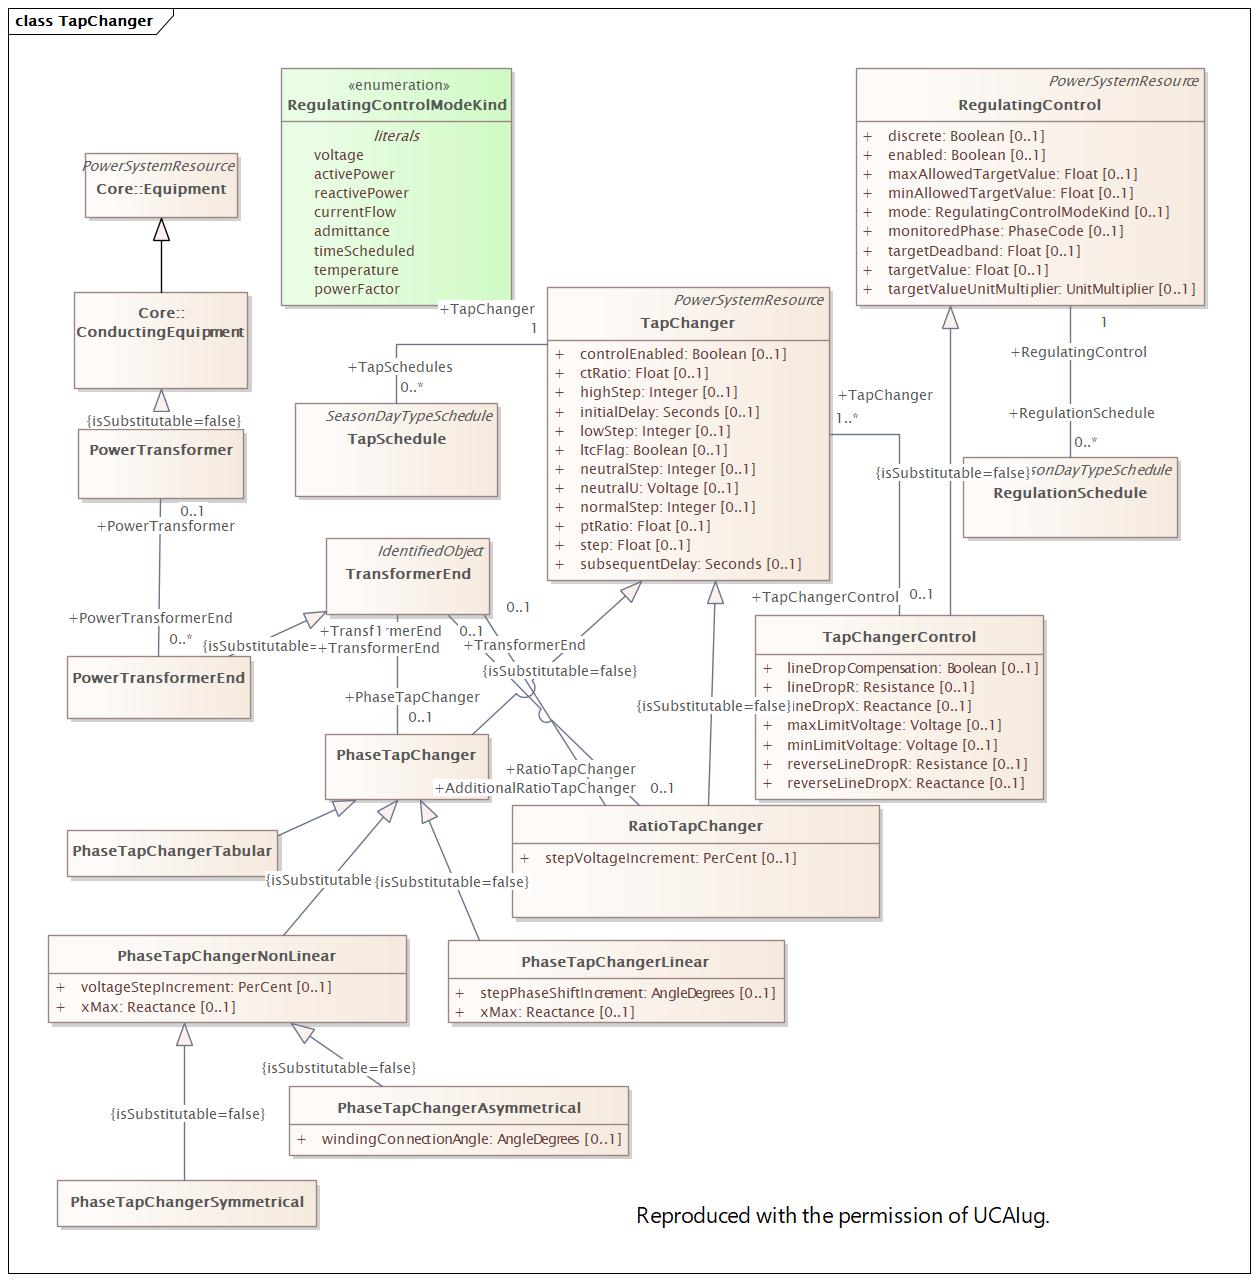 class TapChanger
«enumeration»
RegulatingControlModeKind
literals
voltage
activePower
reactivePower
currentFlow
admittance
timeScheduled
temperature
powerFactor
PowerSystemResource
RegulatingControl
+ discrete: Boolean [0..1]
+ enabled: Boolean [0..1]
+ maxAllowedTargetValue: Float [0..1]
+ minAllowedTargetValue: Float [0..1]
+ mode: RegulatingControlModeKind [0..1]
+ monitoredPhase: PhaseCode [0..1]
+ targetDeadband: Float [0..1]
+ targetValue: Float [0..1]
+ targetValueUnitMultiplier: UnitMultiplier [0..1]
PowerSystemResource
Core::Equipment
Core::
ConductingEquipment
{isSubstitutable=false}
PowerTransformer
0..1
+PowerTransformer
+PowerTransformerEnd
0..*
PowerTransformerEnd
+TapChanger
1
+TapSchedules
0..*
SeasonDayTypeSchedule
TapSchedule
PowerSystemResource
TapChanger
+ controlEnabled: Boolean [0..1]
+ ctRatio: Float [0..1]
+ highStep: Integer [0..1]
+ initialDelay: Seconds [0..1]
+ lowStep: Integer [0..1]
+ ltcFlag: Boolean [0..1]
+ neutralStep: Integer [0..1]
+ neutralU: Voltage [0..1]
+ normalStep: Integer [0..1]
+ ptRatio: Float [0..1]
+ step: Float [0..1]
+ subsequentDelay: Seconds [0..1]
+TapChanger
1..*
1
+RegulatingControl
+RegulationSchedule
0..*
{isSubstitutable=false}
sonDayTypeSchedule
RegulationSchedule
+TapChangerControl
0..1
TapChangerControl
+ lineDropCompensation: Boolean [0..1]
+ lineDropR: Resistance [0..1]
ineDropX: Reactance [0..1]
+ maxLimitVoltage: Voltage [0..1]
+ minLimitVoltage: Voltage [0..1]
+ reverseLineDropR: Resistance [0..1]
+ reverseLineDropX: Reactance [0..1]
IdentifiedObject
TransformerEnd
0..1
{isSubstitutable=
+TransformerEnd
0..1
+TransformerEnd
+TransformerEnd
{isSubstitutable=false}
+PhaseTapChanger
0..1
{isSubstitutable=false}
PhaseTapChanger
+RatioTapChanger
+AdditionalRatioTapChanger
0..1
RatioTapChanger
+ stepVoltageIncrement: PerCent [0..1]
PhaseTapChangerTabular
{isSubstitutable
{isSubstitutable=false}
PhaseTapChangerNonLinear
+ voltageStepIncrement: PerCent [0..1]
+ xMax: Reactance [0..1]
PhaseTapChangerLinear
+ stepPhaseShiftIncrement: AngleDegrees [0..1]
+ xMax: Reactance [0..1]
{isSubstitutable=false}
{isSubstitutable=false}
PhaseTapChangerAsymmetrical
+ windingConnectionAngle: AngleDegrees [0..1]
PhaseTapChangerSymmetrical
Reproduced with the permission of UCAIug.